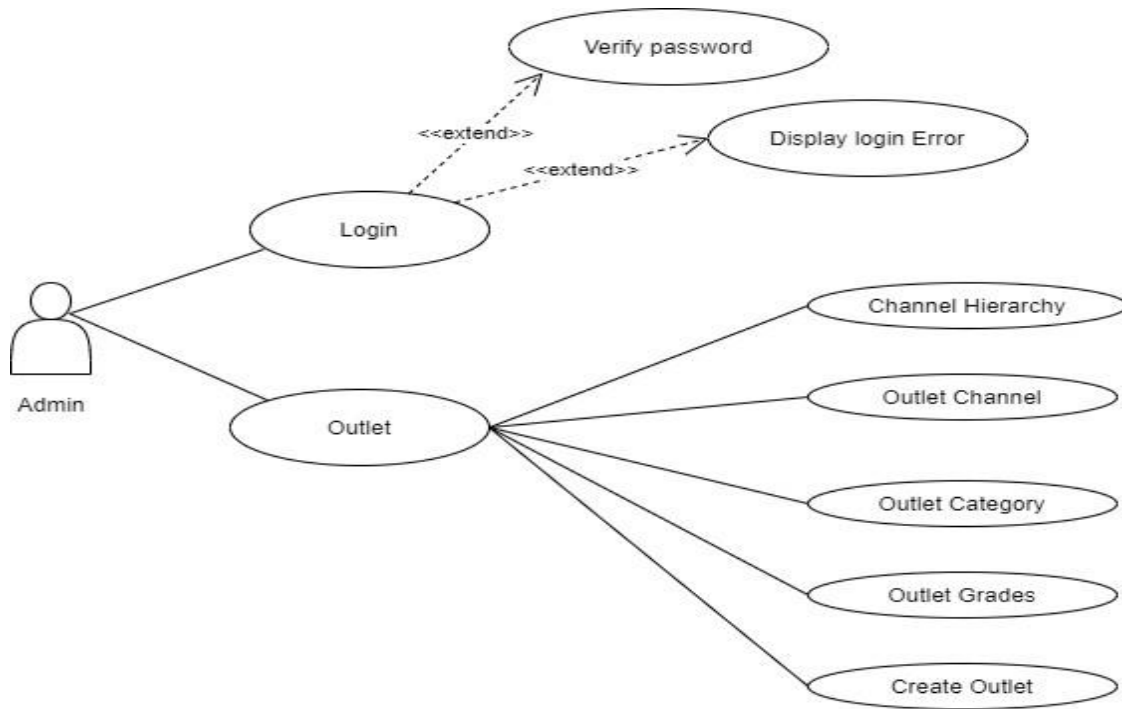 Verify password
<<extend>>
Display login Error
<<extend>>
Login
Channel Hierarchy
Outlet Channel
Admin
Outlet
Outlet Category
Outlet Grades
Create Outlet